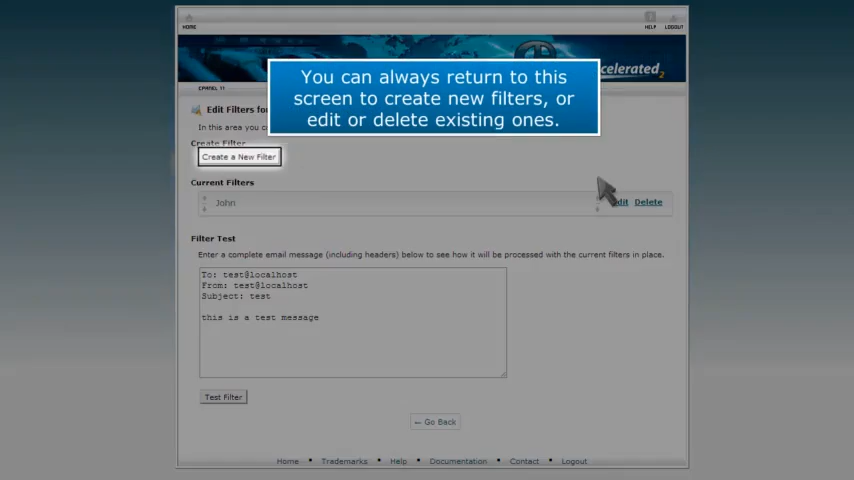 HOME HELP LOGOUT
celerated2
CPANEL 11
You can always return to this
screen to create new filters, or
edit or delete existing ones.
Edit Filters for
In this area you c
Create Filter
Create a New Filter
Current Filters
John Edit Delete
Filter Test
Enter a complete email message (including headers) below to see how it will be processed with the current filters in place.
To: test@localhost
From: test@localhost
Subject: test
this is a test message
Test Filter
← Go Back
Home • Trademarks • Help • Documentation • Contact • Logout